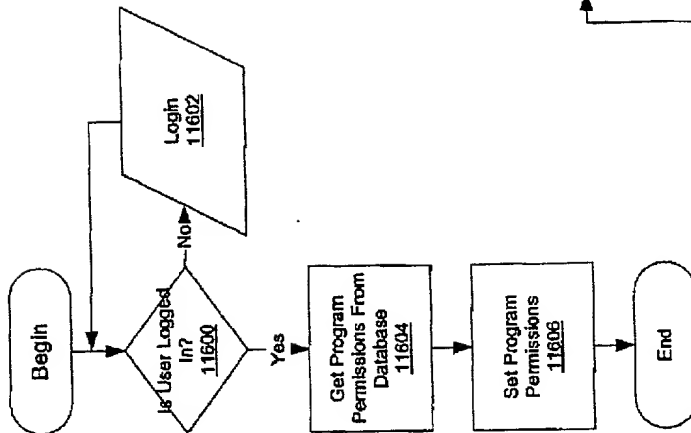 Begin
Is User Logged
In?
11600
No
Login
11602
Yes
Get Program
Permissions From
Database
11604
Set Program
Permissions
11606
End